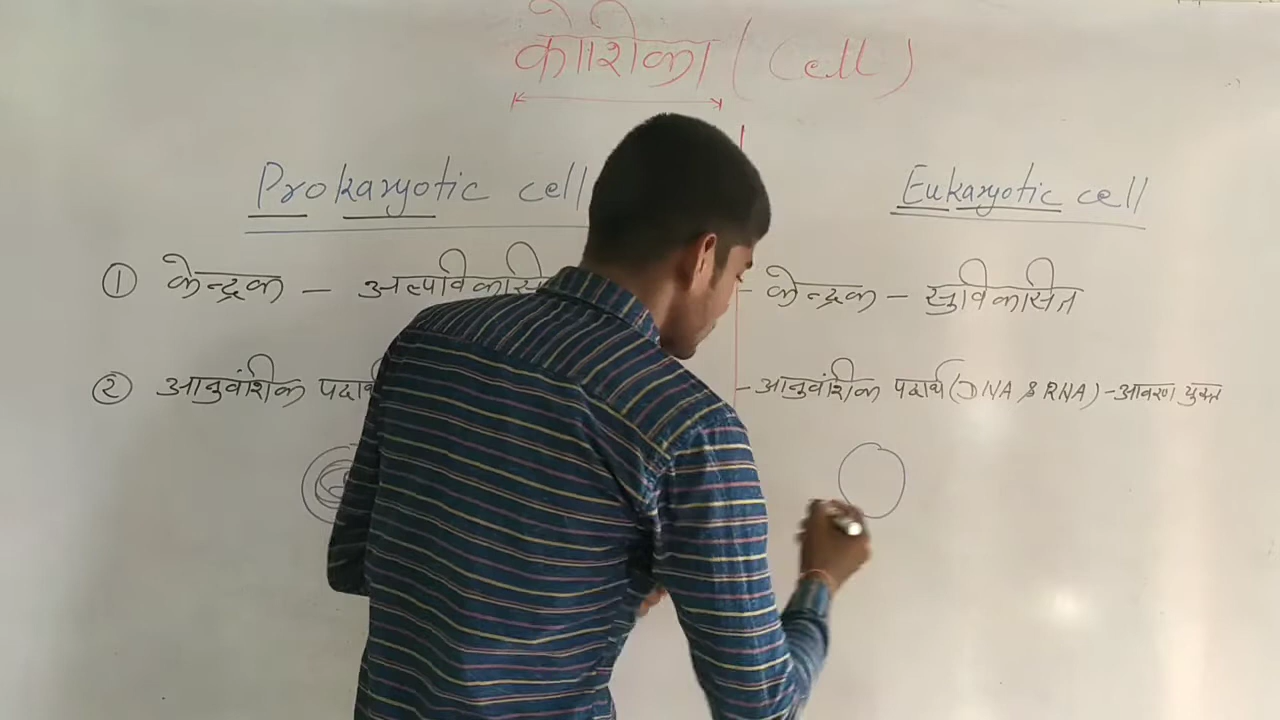 कोशिका (Cell)
Prokaryotic cell
Eukaryotic cell
① केन्द्रक – अल्पविकसि
- केन्द्रक – सुविकसित
② आनुवंशिक पदार्थ
- आनुवंशिक पदार्थ (DNA & RNA) - आवरण युक्त